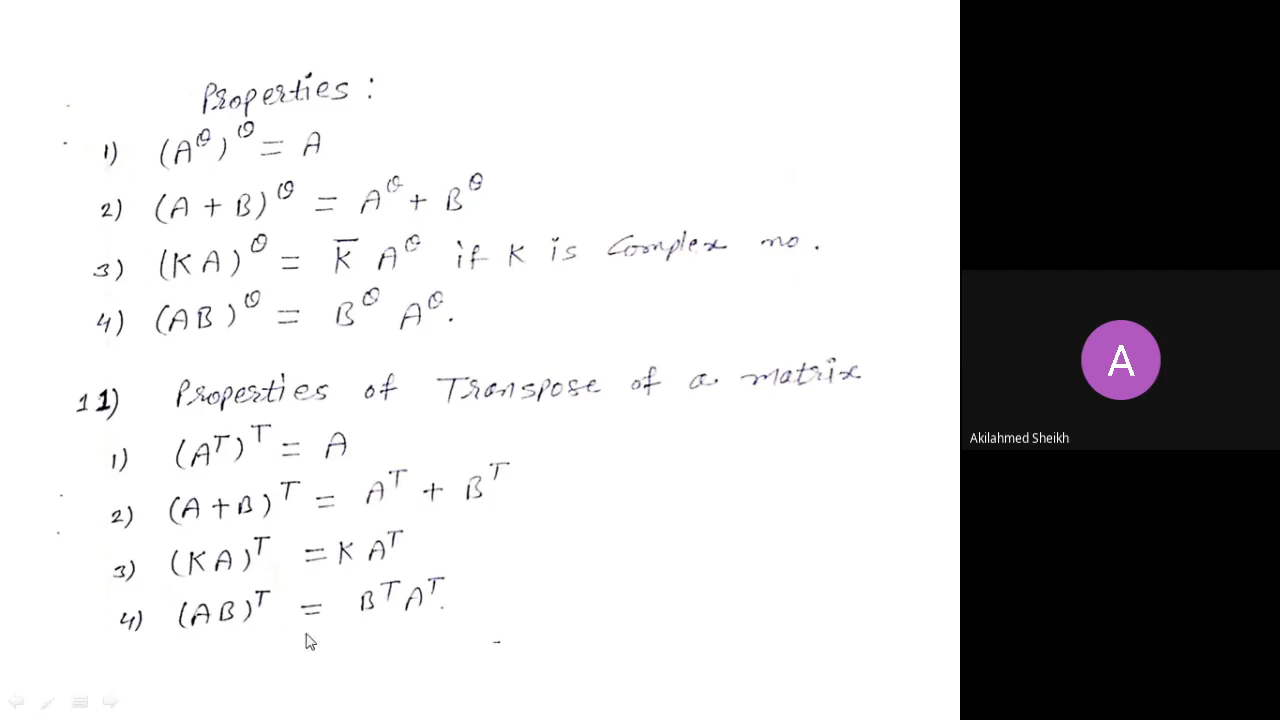 Properties :
1) (A^θ)^θ = A
2) (A + B)^θ = A^θ + B^θ
3) (KA)^θ = K̅ A^θ if K is Complex no.
4) (AB)^θ = B^θ A^θ.
11) Properties of Transpose of a matrix
1) (A^T)^T = A
2) (A+B)^T = A^T + B^T
3) (KA)^T = K A^T
4) (AB)^T = B^T A^T.
A
Akilahmed Sheikh